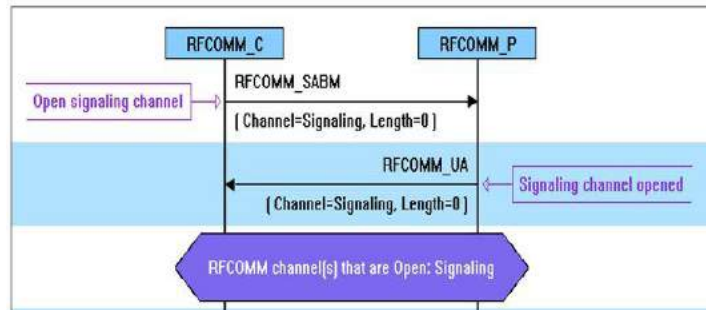 RFCOMM_C
RFCOMM_P
RFCOMM_SABM
Open signaling channel
(Channel=Signaling, Length=0)
RFCOMM_UA
Signaling channel opened
(Channel=Signaling, Length=0)
RFCOMM channel(s) that are Open: Signaling